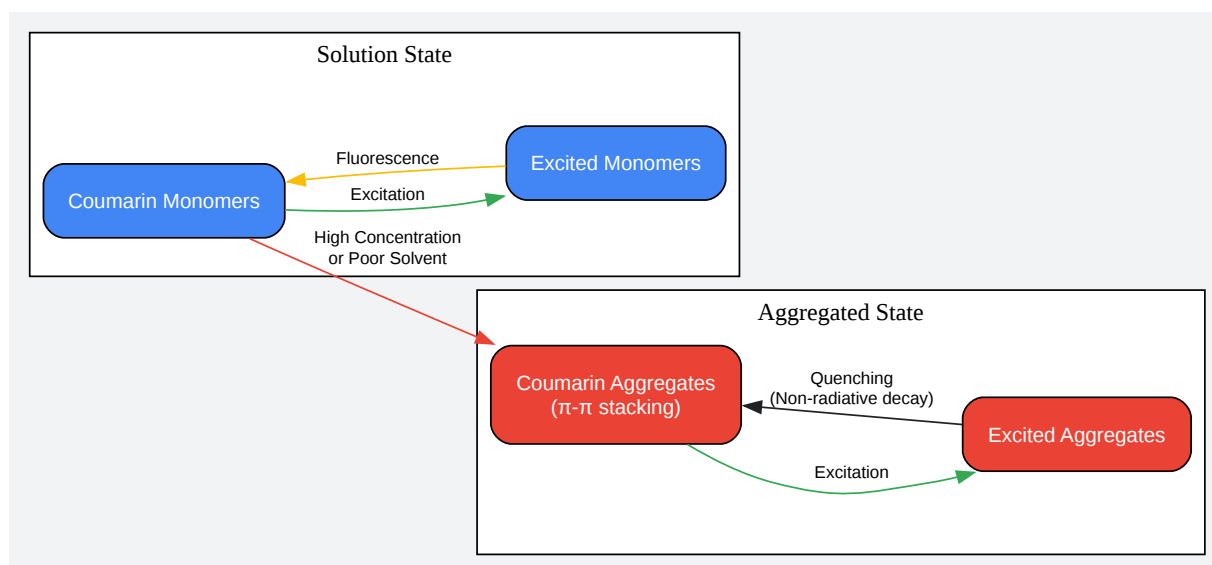 Solution State
Fluorescence
Excited Monomers
Coumarin Monomers
Excitation
High Concentration
or Poor Solvent
Aggregated State
Coumarin Aggregates
(π-π stacking)
Quenching
(Non-radiative decay)
Excited Aggregates
Excitation